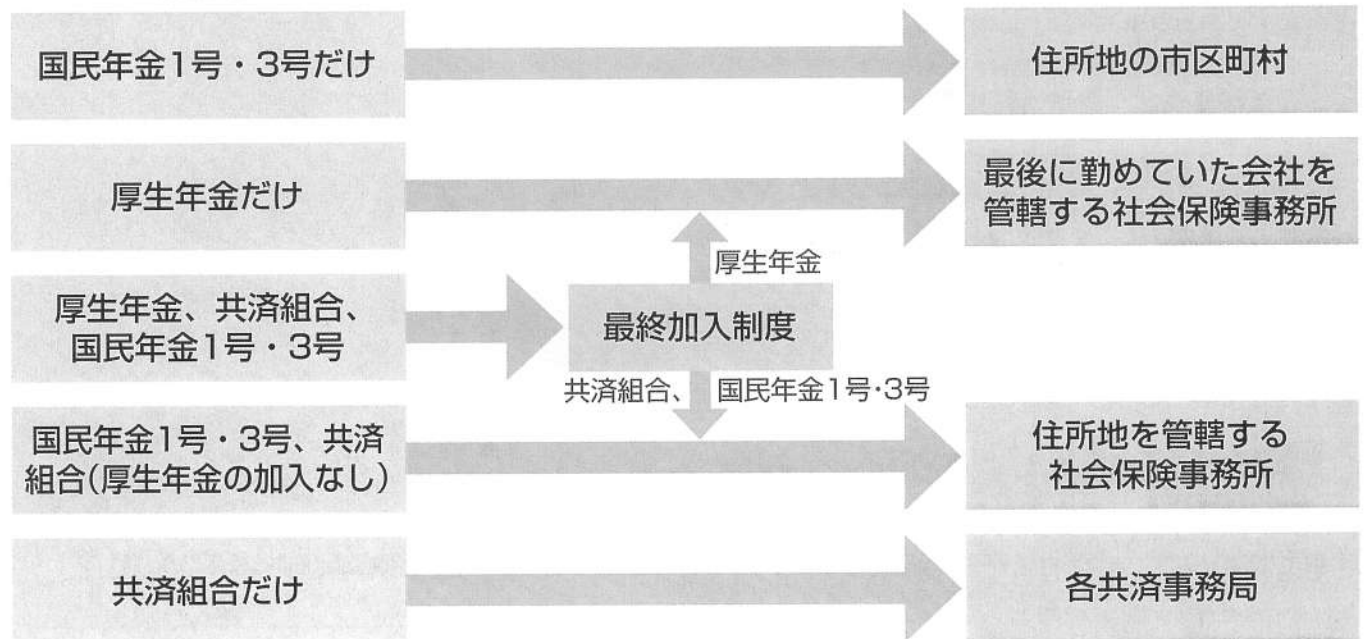 国民年金1号・3号だけ
住所地の市区町村
厚生年金だけ
最後に勤めていた会社を
管轄する社会保険事務所
厚生年金
厚生年金、共済組合、
国民年金1号・3号
最終加入制度
共済組合、 国民年金1号・3号
国民年金1号・3号、共済
組合(厚生年金の加入なし)
住所地を管轄する
社会保険事務所
共済組合だけ
各共済事務局